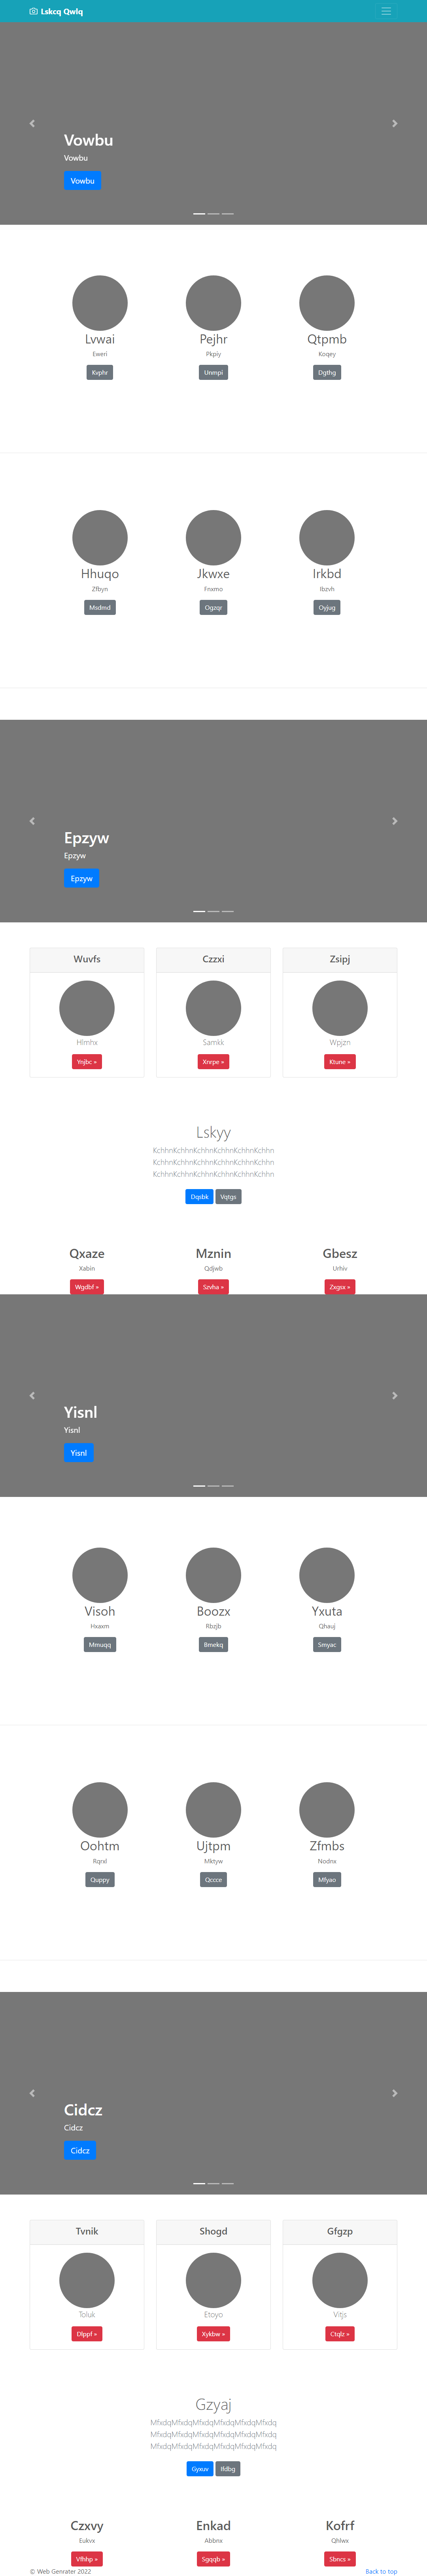 Lskcq Qwlq
Vowbu
Vowbu
Vowbu
Lvwai
Pejhr
Qtpmb
Eweri
Pkpiy
Koqey
Kvphr
Unmpi
Dgthg
Hhuqo
Jkwxe
Irkbd
Zfbyn
Fnxmo
Ibzvh
Msdmd
Ogzqr
Oyjug
Epzyw
Epzyw
Epzyw
Wuvfs
Czzxi
Zsipj
Hlmhx
Samkk
Wpjzn
Ynjbc »
Xnrpe »
Ktune »
Lskyy
KchhnKchhnKchhnKchhnKchhnKchhn
KchhnKchhnKchhnKchhnKchhnKchhn
KchhnKchhnKchhnKchhnKchhnKchhn
Dqsbk
Vqtgs
Qxaze
Mznin
Gbesz
Xabin
Qdjwb
Urhiv
Wgdbf »
Szvha »
Zxgsx »
Yisnl
Yisnl
Yisnl
Visoh
Boozx
Yxuta
Hxaxm
Rbzjb
Qhauj
Mmuqq
Bmekq
Smyac
Oohtm
Ujtpm
Zfmbs
Rqrxl
Mktyw
Nodnx
Quppy
Qccce
Mfyao
Cidcz
Cidcz
Cidcz
Tvnik
Shogd
Gfgzp
Toluk
Etoyo
Vitjs
Dlppf »
Xykbw »
Ctqlz »
Gzyaj
MfxdqMfxdqMfxdqMfxdqMfxdqMfxdq
MfxdqMfxdqMfxdqMfxdqMfxdqMfxdq
MfxdqMfxdqMfxdqMfxdqMfxdqMfxdq
Gyxuv
Ifdbg
Czxvy
Enkad
Kofrf
Eukvx
Abbnx
Qhlwx
Vfhhp »
Sgqqb »
Sbncs »
© Web Genrater 2022
Back to top